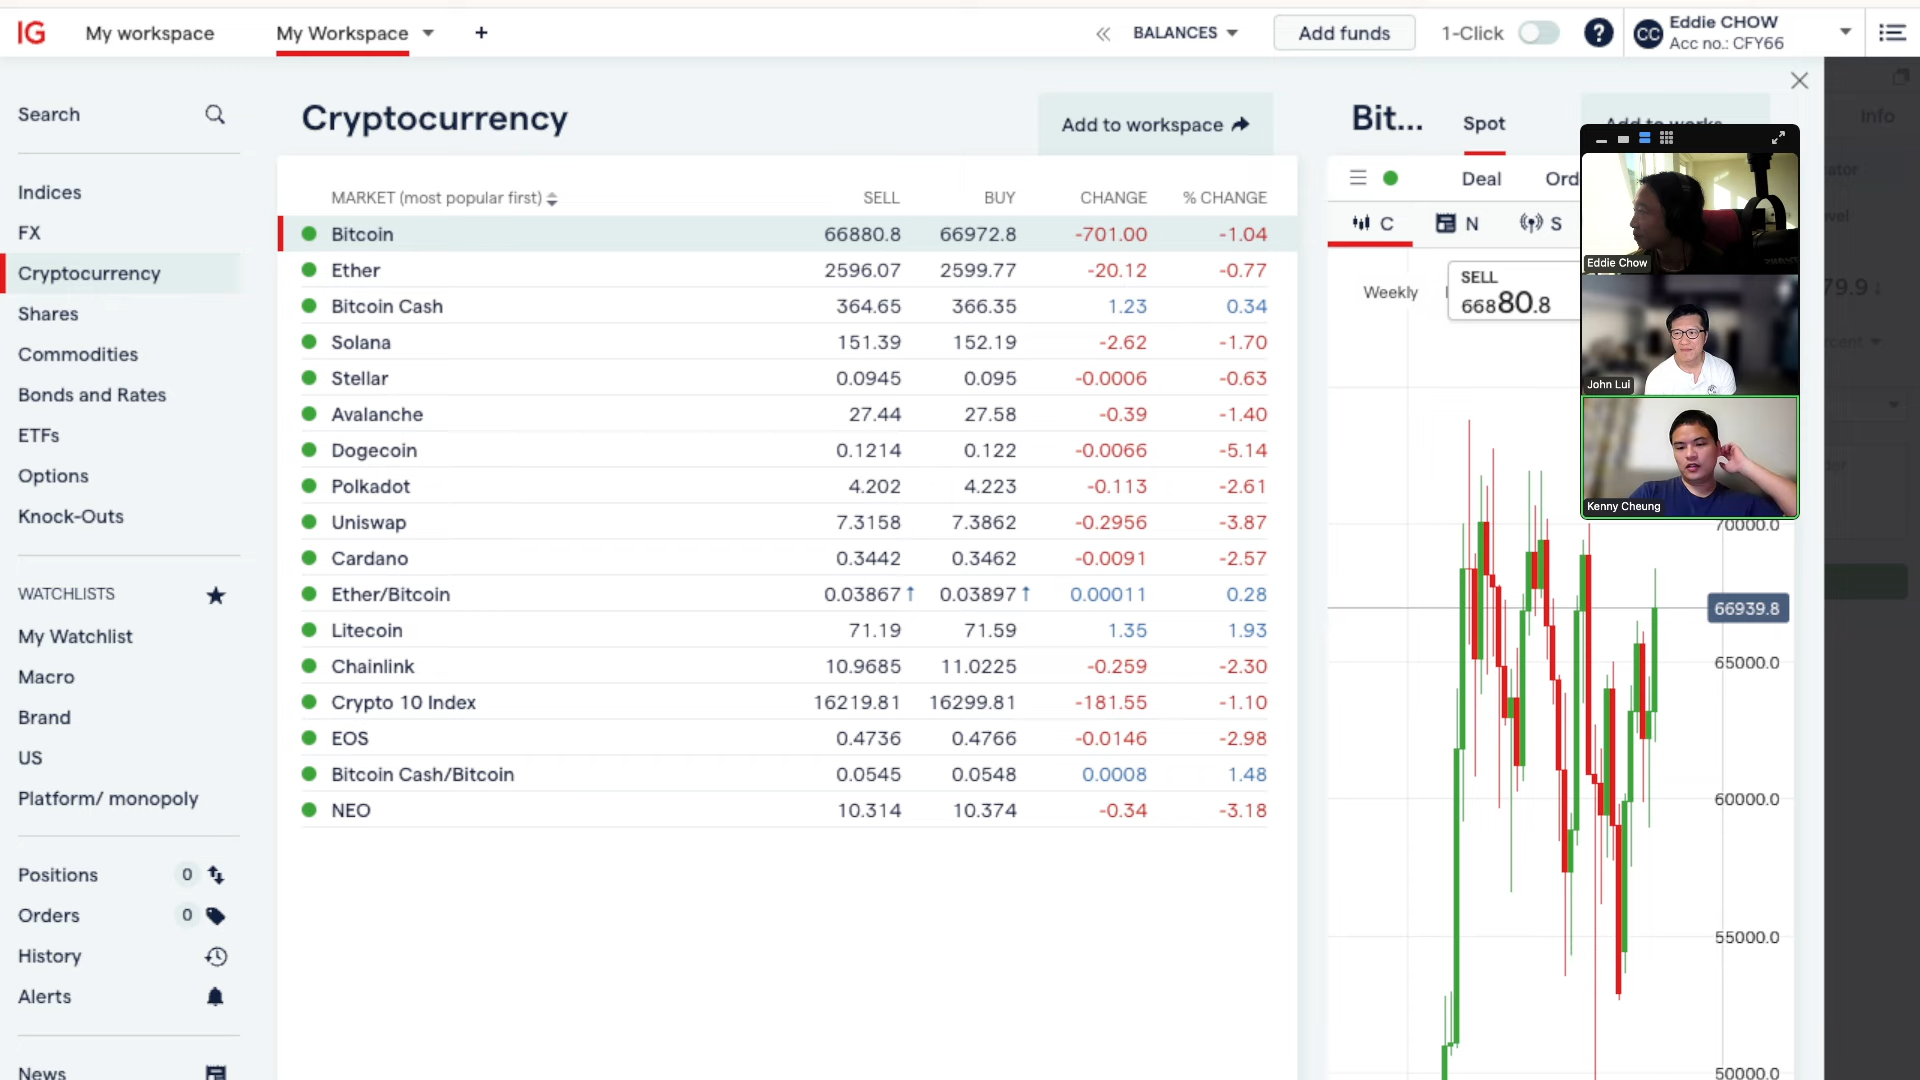 IG
My workspace
My Workspace
+
BALANCES
Add funds
1-Click
?
CC
Eddie CHOW
Acc no.: CFY66
Search
Indices
FX
Cryptocurrency
Shares
Commodities
Bonds and Rates
ETFs
Options
Knock-Outs
WATCHLISTS
My Watchlist
Macro
Brand
US
Platform/ monopoly
Positions 0
Orders 0
History
Alerts
News
Cryptocurrency
Add to workspace
MARKET (most popular first) SELL BUY CHANGE % CHANGE
Bitcoin 66880.8 66972.8 -701.00 -1.04
Ether 2596.07 2599.77 -20.12 -0.77
Bitcoin Cash 364.65 366.35 1.23 0.34
Solana 151.39 152.19 -2.62 -1.70
Stellar 0.0945 0.095 -0.0006 -0.63
Avalanche 27.44 27.58 -0.39 -1.40
Dogecoin 0.1214 0.122 -0.0066 -5.14
Polkadot 4.202 4.223 -0.113 -2.61
Uniswap 7.3158 7.3862 -0.2956 -3.87
Cardano 0.3442 0.3462 -0.0091 -2.57
Ether/Bitcoin 0.03867 ↑ 0.03897 ↑ 0.00011 0.28
Litecoin 71.19 71.59 1.35 1.93
Chainlink 10.9685 11.0225 -0.259 -2.30
Crypto 10 Index 16219.81 16299.81 -181.55 -1.10
EOS 0.4736 0.4766 -0.0146 -2.98
Bitcoin Cash/Bitcoin 0.0545 0.0548 0.0008 1.48
NEO 10.314 10.374 -0.34 -3.18
Bit...
Spot
Add to works
Info
Deal
Ord
C
N
S
Weekly
SELL
66880.8
Eddie Chow
John Lui
Kenny Cheung
79.9 ↓
70000.0
66939.8
65000.0
60000.0
55000.0
50000.0